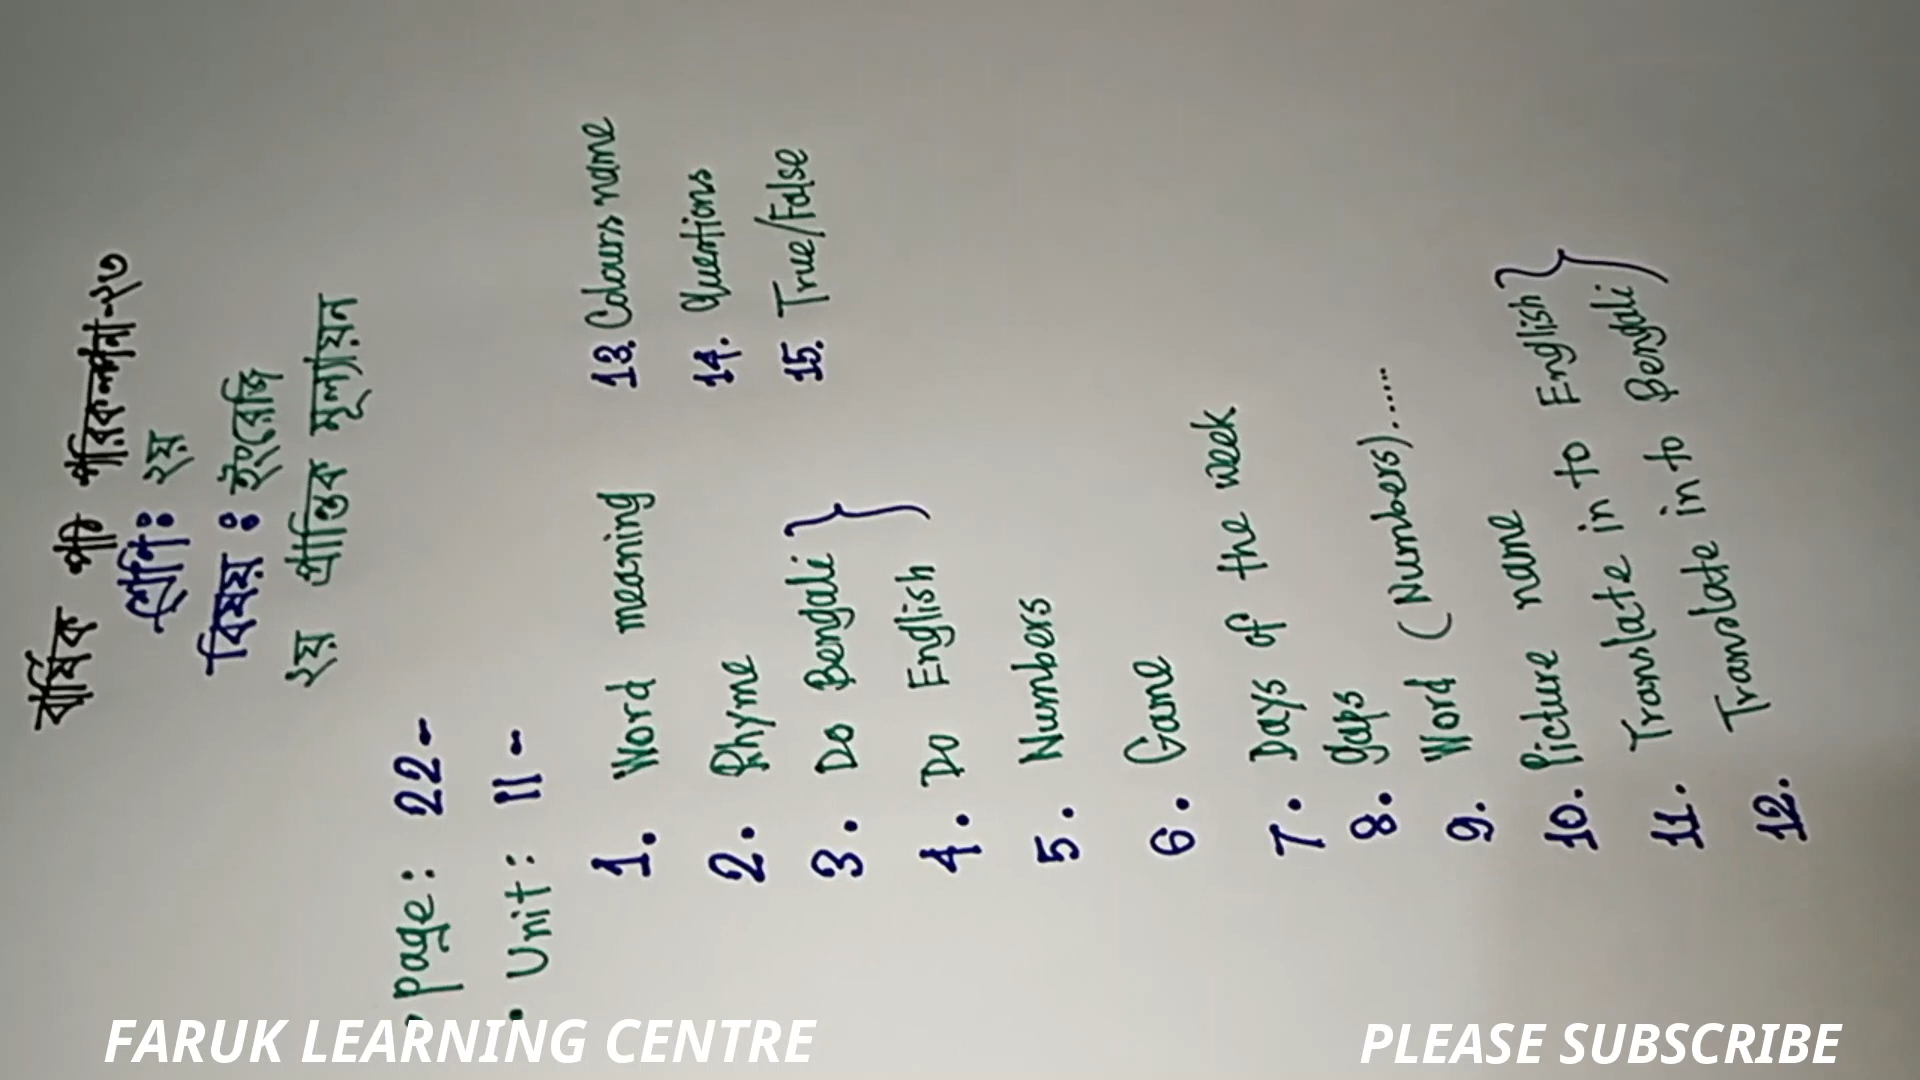 বার্ষিক পাঠ পরিকল্পনা-২৩
শ্রেণি: ২য়
বিষয়: ইংরেজি
২য় প্রান্তিক মূল্যায়ন
• Page: 22-
• Unit: 11-
1. Word meaning
2. Rhyme
3. Do Bengali }
4. Do English
5. Numbers
6. Game
7. Days of the week
8. gaps
9. Word (Numbers).....
10. Picture name
11. Translate in to English }
12. Translate in to Bengali
13. Colours name
14. Questions
15. True/False
FARUK LEARNING CENTRE
PLEASE SUBSCRIBE